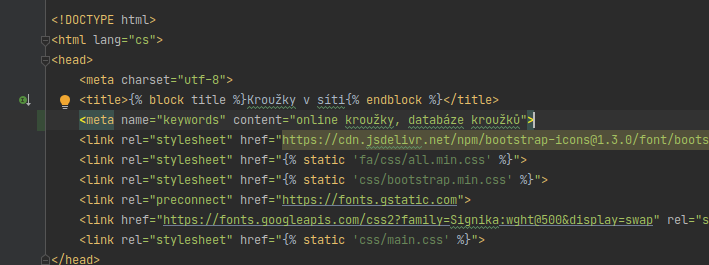 <!DOCTYPE html>
<html lang="cs">
<head>
<meta charset="utf-8">
<title>{% block title %}Kroužky v síti{% endblock %}</title>
<meta name="keywords" content="online kroužky, databáze kroužků">
<link rel="stylesheet" href="https://cdn.jsdelivr.net/npm/bootstrap-icons@1.3.0/font/boots
<link rel="stylesheet" href="{% static 'fa/css/all.min.css' %}">
<link rel="stylesheet" href="{% static 'css/bootstrap.min.css' %}">
<link rel="preconnect" href="https://fonts.gstatic.com">
<link href="https://fonts.googleapis.com/css2?family=Signika:wght@500&display=swap" rel="s
<link rel="stylesheet" href="{% static 'css/main.css' %}">
</head>